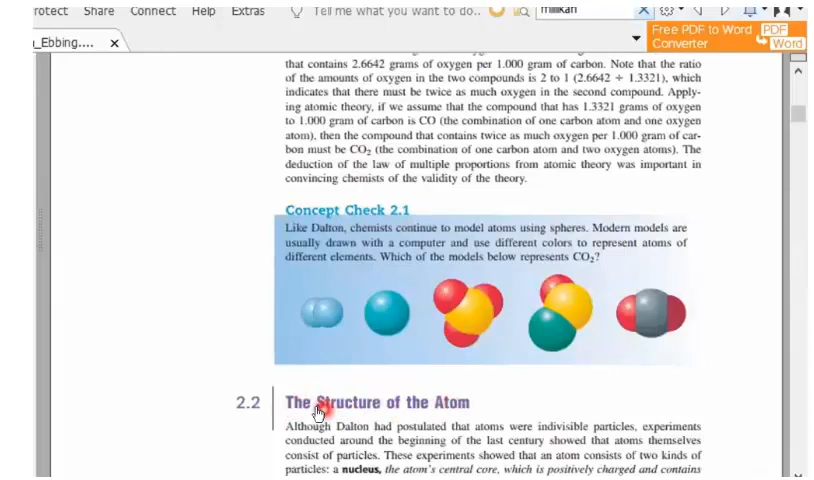 rotect Share Connect Help Extras Tell me what you want to do.. millikan
_Ebbing.... X
Free PDF to Word PDF
Converter Word
that contains 2.6642 grams of oxygen per 1.000 gram of carbon. Note that the ratio
of the amounts of oxygen in the two compounds is 2 to 1 (2.6642 ÷ 1.3321), which
indicates that there must be twice as much oxygen in the second compound. Apply-
ing atomic theory, if we assume that the compound that has 1.3321 grams of oxygen
to 1.000 gram of carbon is CO (the combination of one carbon atom and one oxygen
atom), then the compound that contains twice as much oxygen per 1.000 gram of car-
bon must be CO₂ (the combination of one carbon atom and two oxygen atoms). The
deduction of the law of multiple proportions from atomic theory was important in
convincing chemists of the validity of the theory.
Concept Check 2.1
Like Dalton, chemists continue to model atoms using spheres. Modern models are
usually drawn with a computer and use different colors to represent atoms of
different elements. Which of the models below represents CO₂?
2.2 The Structure of the Atom
Although Dalton had postulated that atoms were indivisible particles, experiments
conducted around the beginning of the last century showed that atoms themselves
consist of particles. These experiments showed that an atom consists of two kinds of
particles: a nucleus, the atom's central core, which is positively charged and contains